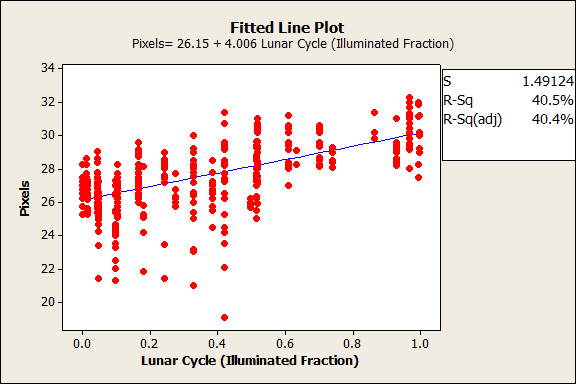 Fitted Line Plot
Pixels= 26.15 + 4.006 Lunar Cycle (Illuminated Fraction)
S 1.49124
R-Sq 40.5%
R-Sq(adj) 40.4%
34
32
30
28
26
24
22
20
Pixels
0.0 0.2 0.4 0.6 0.8 1.0
Lunar Cycle (Illuminated Fraction)